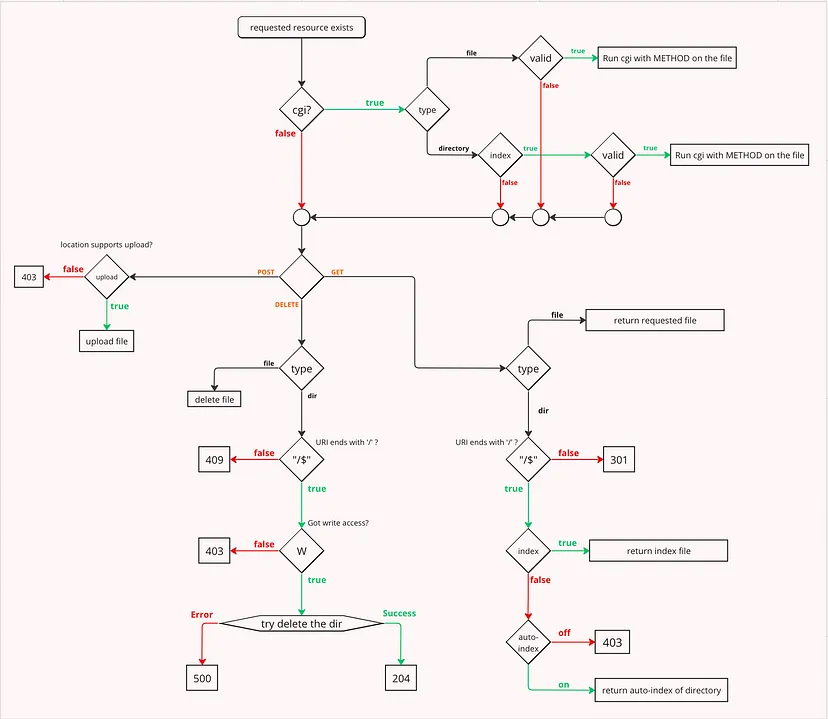 requested resource exists
file
valid
true
Run cgi with METHOD on the file
false
cgi?
true
type
false
directory
index
true
valid
true
Run cgi with METHOD on the file
false
false
location supports upload?
403
false
upload
POST
GET
true
DELETE
upload file
file
return requested file
file
type
type
delete file
dir
dir
URI ends with '/' ?
URI ends with '/' ?
409
false
"/$"
"/$"
false
301
true
true
Got write access?
403
false
W
index
true
return index file
true
false
Error
try delete the dir
Success
auto-
index
off
403
500
204
on
return auto-index of directory